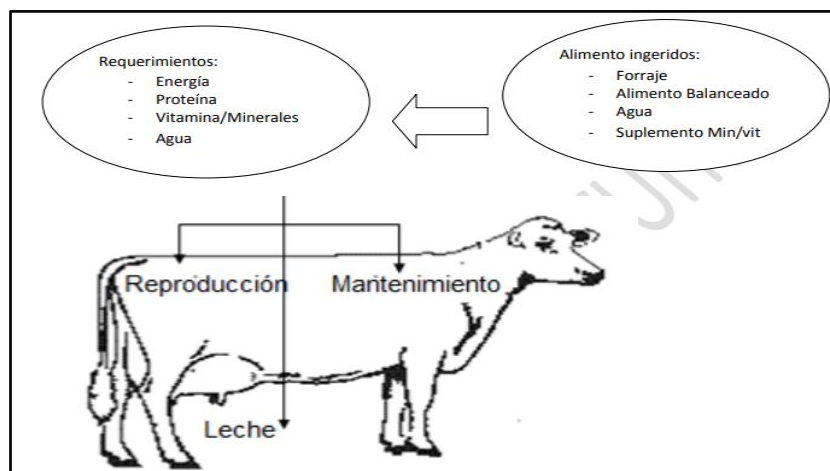 Requerimientos:
- Energía
- Proteína
- Vitamina/Minerales
- Agua
Alimento ingeridos:
- Forraje
- Alimento Balanceado
- Agua
- Suplemento Min/vit
Reproducción
Mantenimiento
Leche